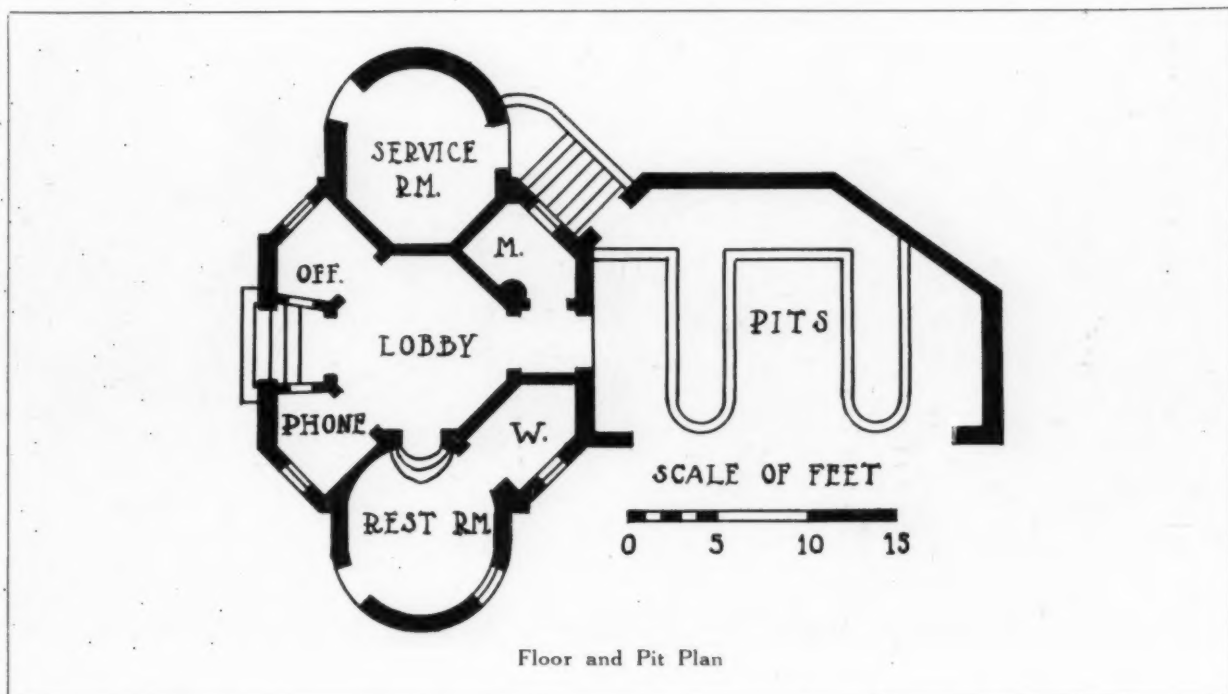 SERVICE
RM.
M.
OFF.
LOBBY
PITS
PHONE
W.
REST RM
SCALE OF FEET
0 5 10 15
Floor and Pit Plan